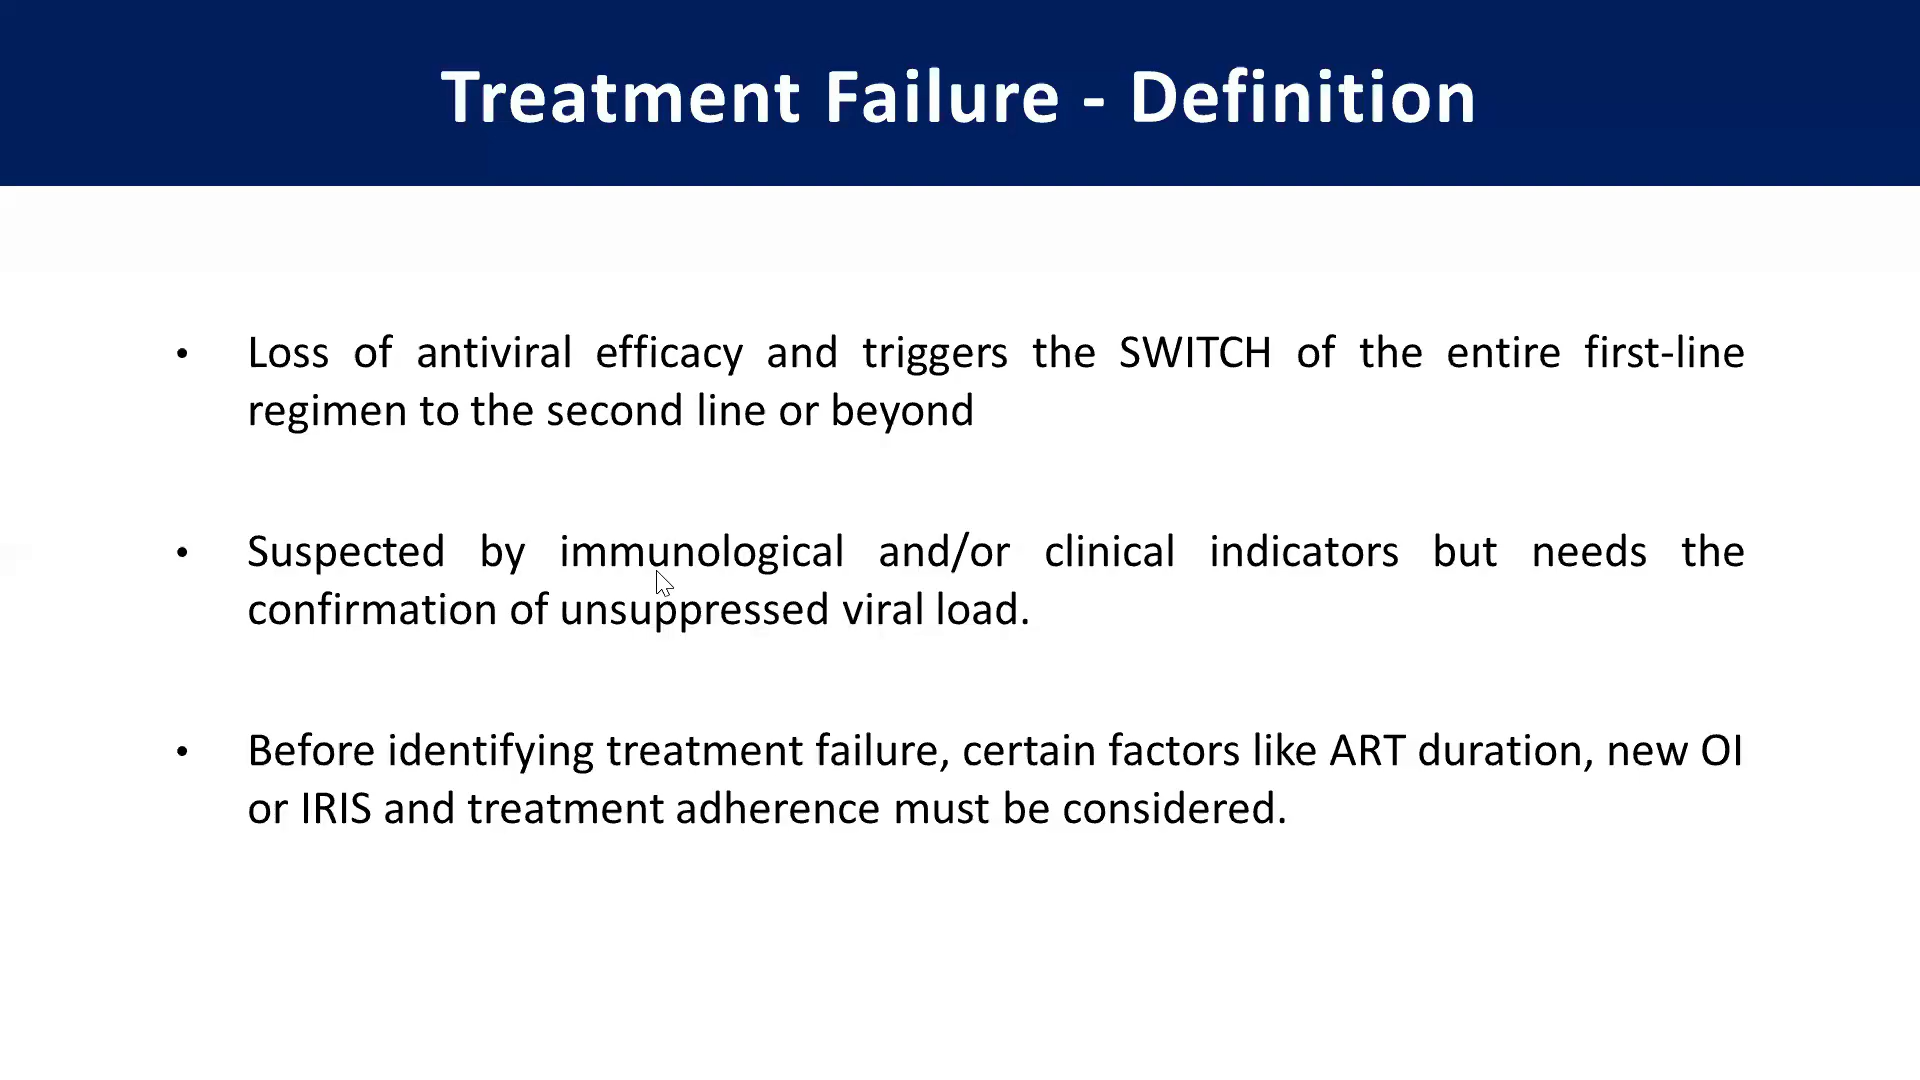 Treatment Failure - Definition
• Loss of antiviral efficacy and triggers the SWITCH of the entire first-line
regimen to the second line or beyond
• Suspected by immunological and/or clinical indicators but needs the
confirmation of unsuppressed viral load.
• Before identifying treatment failure, certain factors like ART duration, new OI
or IRIS and treatment adherence must be considered.